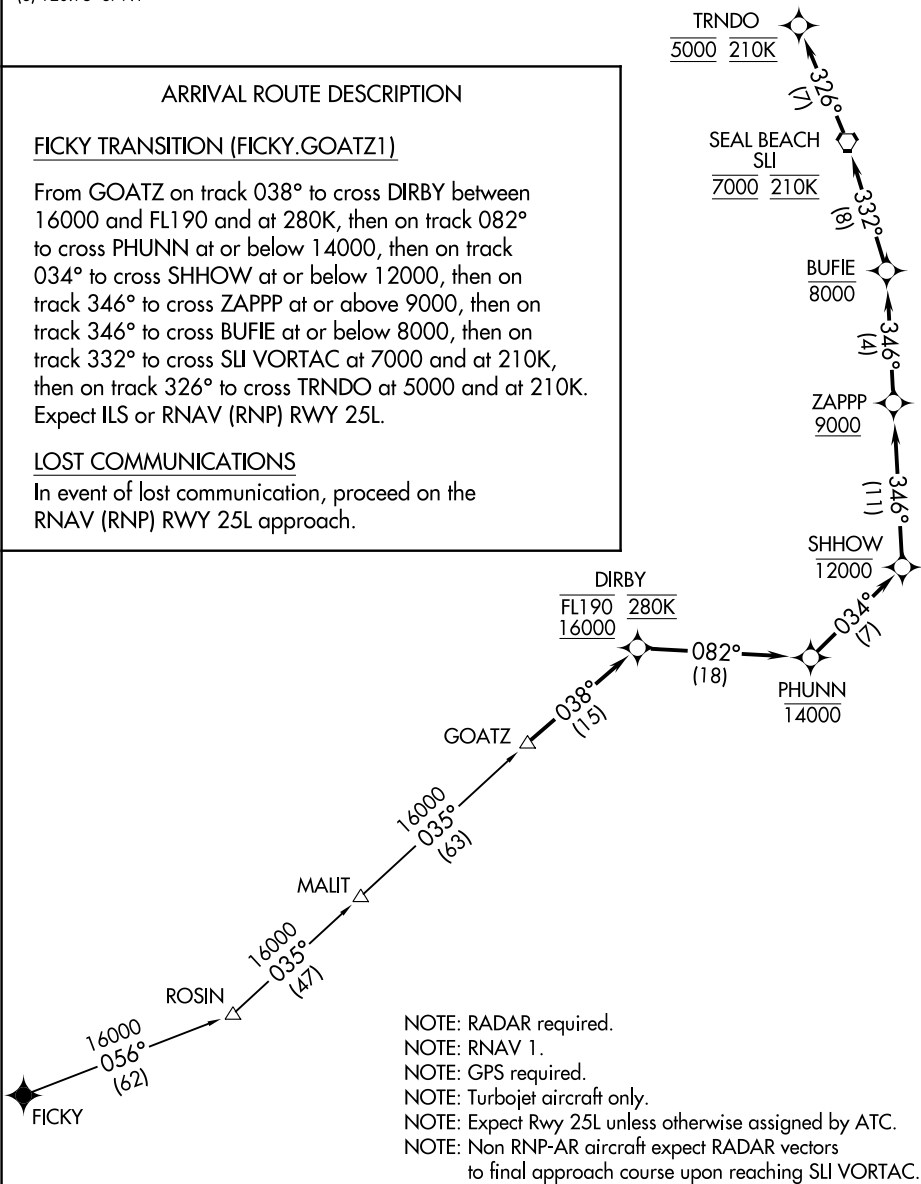 TRNDO
5000 210K
326°
(7)
SEAL BEACH
SLI
7000 210K
332°
(8)
BUFIE
8000
346°
(4)
ZAPPP
9000
346°
(11)
SHHOW
12000
034°
(7)
ARRIVAL ROUTE DESCRIPTION
FICKY TRANSITION (FICKY.GOATZ1)
From GOATZ on track 038° to cross DIRBY between
16000 and FL190 and at 280K, then on track 082°
to cross PHUNN at or below 14000, then on track
034° to cross SHHOW at or below 12000, then on
track 346° to cross ZAPPP at or above 9000, then on
track 346° to cross BUFIE at or below 8000, then on
track 332° to cross SLI VORTAC at 7000 and at 210K,
then on track 326° to cross TRNDO at 5000 and at 210K.
Expect ILS or RNAV (RNP) RWY 25L.
LOST COMMUNICATIONS
In event of lost communication, proceed on the
RNAV (RNP) RWY 25L approach.
DIRBY
FL190 280K
16000
082°
(18)
PHUNN
14000
038°
(15)
GOATZ
16000
035°
(63)
MALIT
16000
035°
(47)
ROSIN
16000
056°
(62)
FICKY
NOTE: RADAR required.
NOTE: RNAV 1.
NOTE: GPS required.
NOTE: Turbojet aircraft only.
NOTE: Expect Rwy 25L unless otherwise assigned by ATC.
NOTE: Non RNP-AR aircraft expect RADAR vectors
to final approach course upon reaching SLI VORTAC.